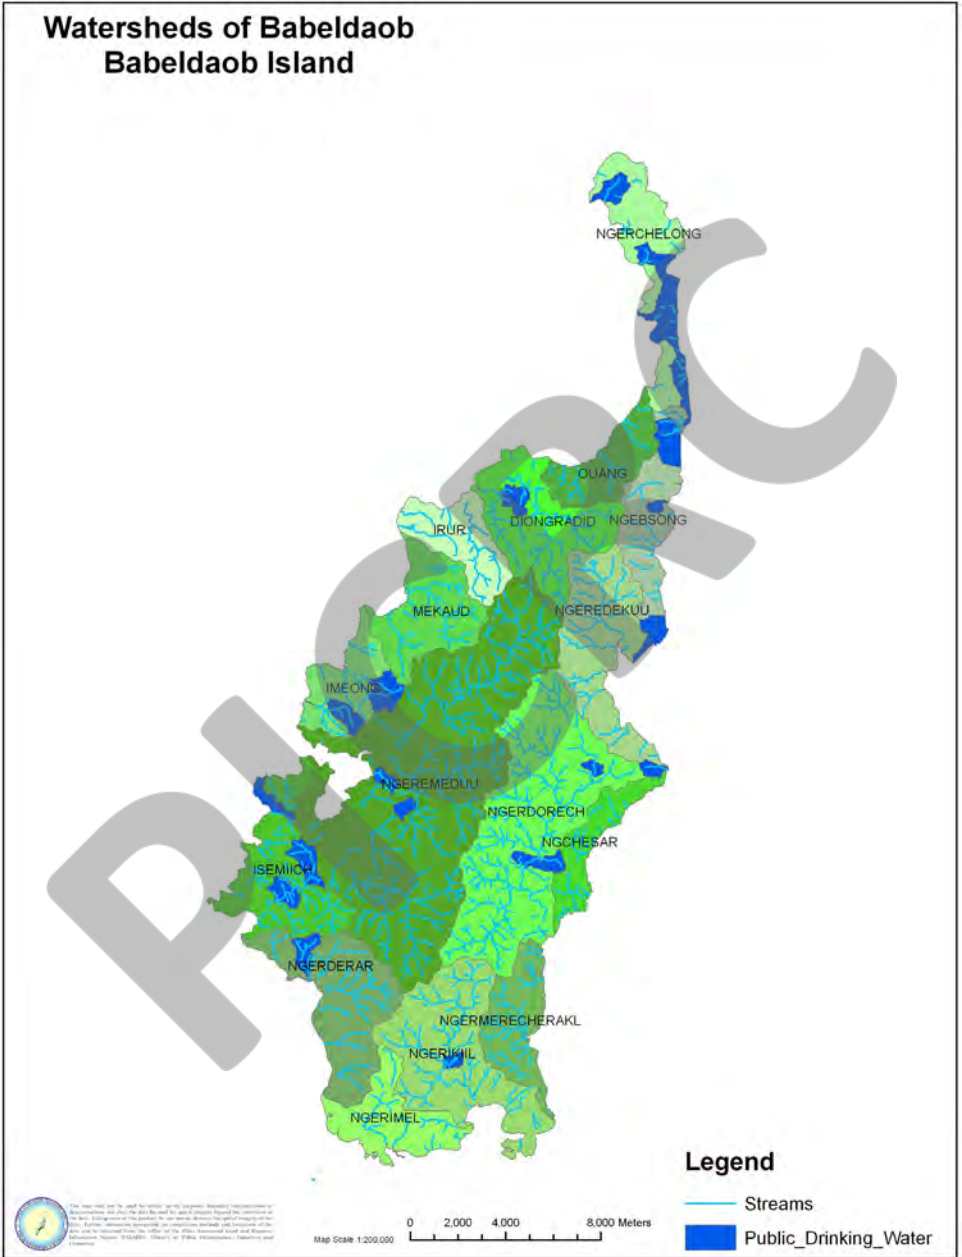 Watersheds of Babeldaob
Babeldaob Island
NGERCHELONG
OUANG
DIONGRADID
NGEBSONG
IRUR
MEKAUD
NGEREDEKUU
IMEONG
NGEREMEDUU
NGERDORECH
NGCHESAR
ISEMIICH
NGERDERAR
NGERMERECHERAKL
NGERIKIIL
NGERIMEL
Legend
Streams
Public_Drinking_Water
Map Scale 1:200,000
0 2,000 4,000 8,000 Meters